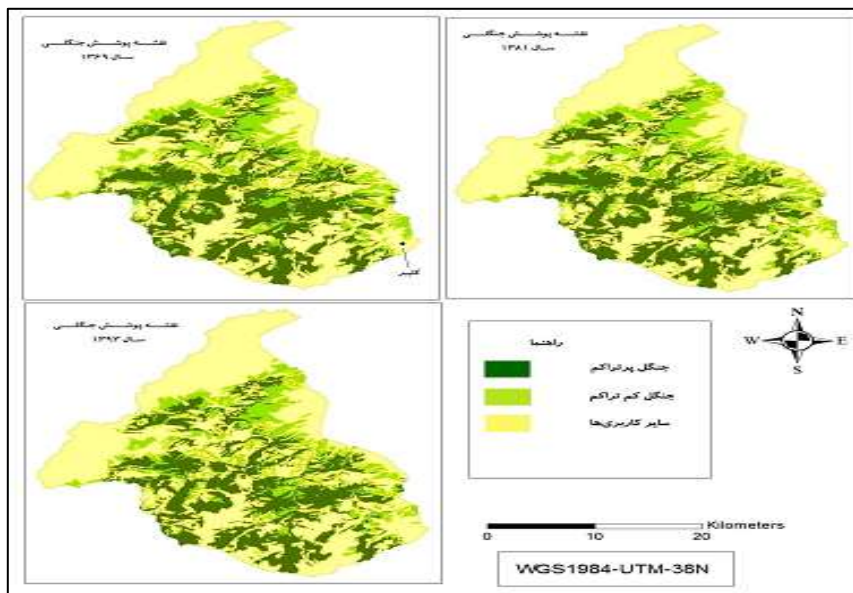 نقشه پوشش جنگلی
سال ۱۳۶۹
کلیبر
نقشه پوشش جنگلی
سال ۱۳۸۱
نقشه پوشش جنگلی
سال ۱۳۹۳
N
W
E
S
راهنما
جنگل پرتراکم
جنگل کم تراکم
سایر کاربری‌ها
Kilometers
0 10 20
WGS1984-UTM-38N